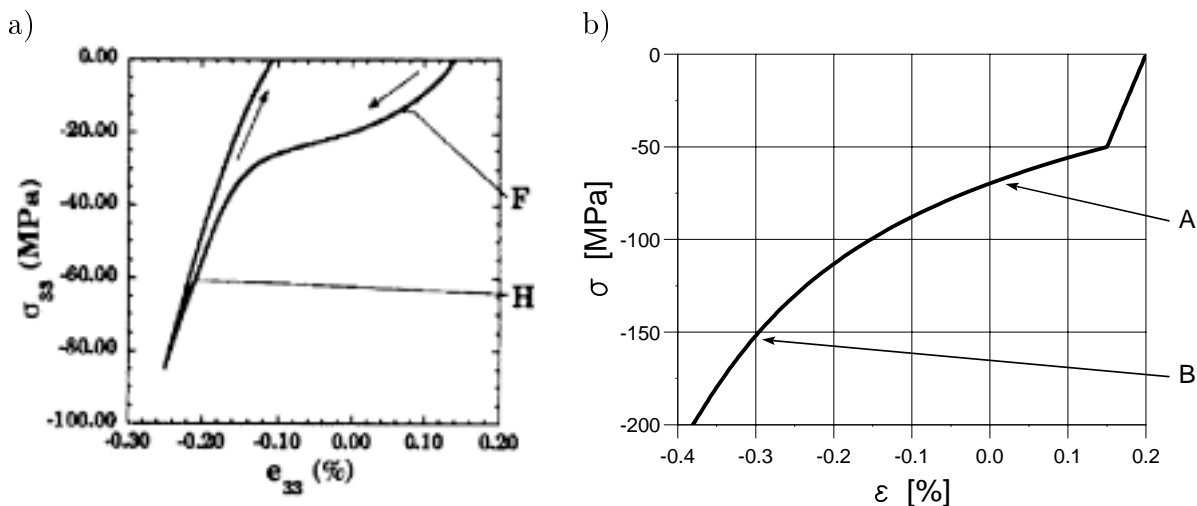 a)
0.00
-20.00
-40.00
-60.00
-80.00
-100.00
σ33 (MPa)
-0.30 -0.20 -0.10 0.00 0.10 0.20
e33 (%)
F
H
b)
0
-50
-100
-150
-200
σ [MPa]
-0.4 -0.3 -0.2 -0.1 0.0 0.1 0.2
ε [%]
A
B